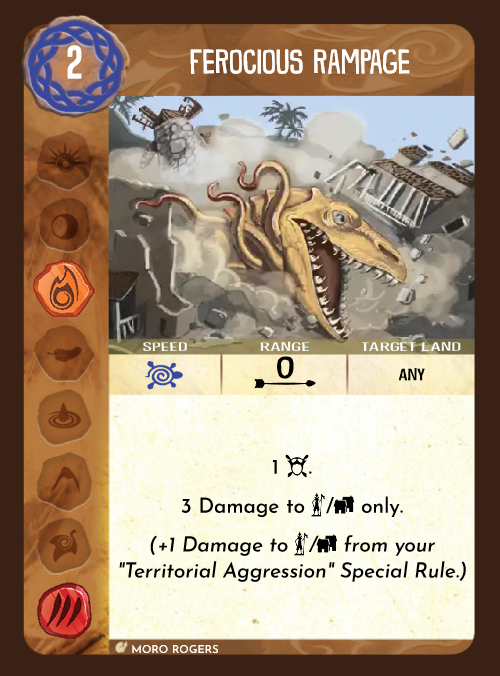 2
FEROCIOUS RAMPAGE
SPEED
RANGE
TARGET LAND
0
ANY
1 .
3 Damage to / only.
(+1 Damage to / from your
"Territorial Aggression" Special Rule.)
MORO ROGERS